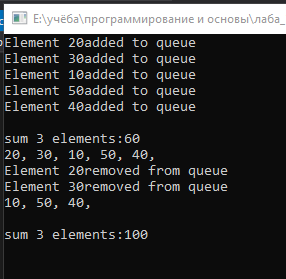 E:\учёба\программирование и основы\лаба_
Element 20added to queue
Element 30added to queue
Element 10added to queue
Element 50added to queue
Element 40added to queue
sum 3 elements:60
20, 30, 10, 50, 40,
Element 20removed from queue
Element 30removed from queue
10, 50, 40,
sum 3 elements:100